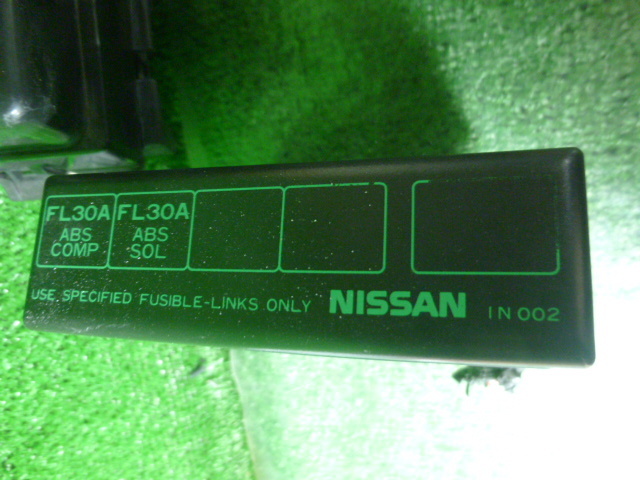 FL30A FL30A
ABS COMP ABS SOL
USE SPECIFIED FUSIBLE-LINKS ONLY NISSAN IN 002